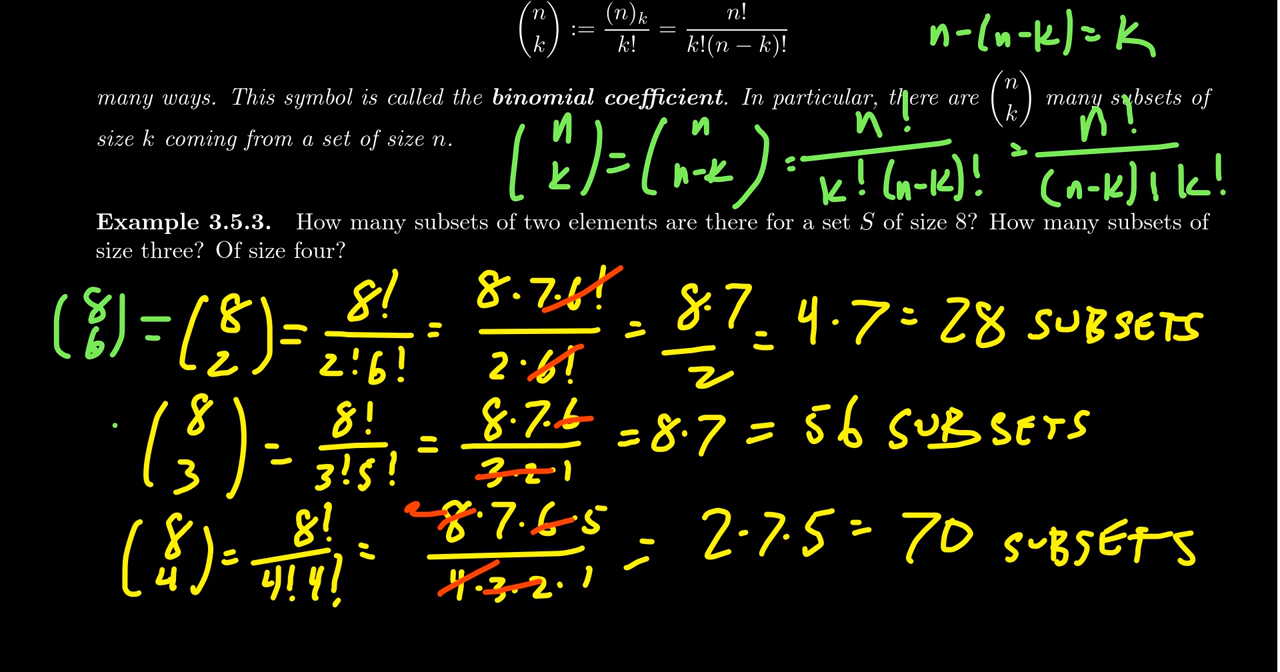 (n k) := (n)_k / k! = n! / k!(n − k)!
n-(n-k) = k
many ways. This symbol is called the binomial coefficient. In particular, there are (n k) many subsets of
size k coming from a set of size n.
(n k) = (n n-k) = n! / k!(n-k)! = n! / (n-k)! k!
Example 3.5.3. How many subsets of two elements are there for a set S of size 8? How many subsets of
size three? Of size four?
(8 6) = (8 2) = 8! / 2!6! = 8·7·6! / 2·6! = 8·7 / 2 = 4·7 = 28 SUBSETS
(8 3) = 8! / 3!5! = 8·7·6 / 3·2·1 = 8·7 = 56 SUBSETS
(8 4) = 8! / 4!4! = 8·7·6·5 / 4·3·2·1 = 2·7·5 = 70 SUBSETS